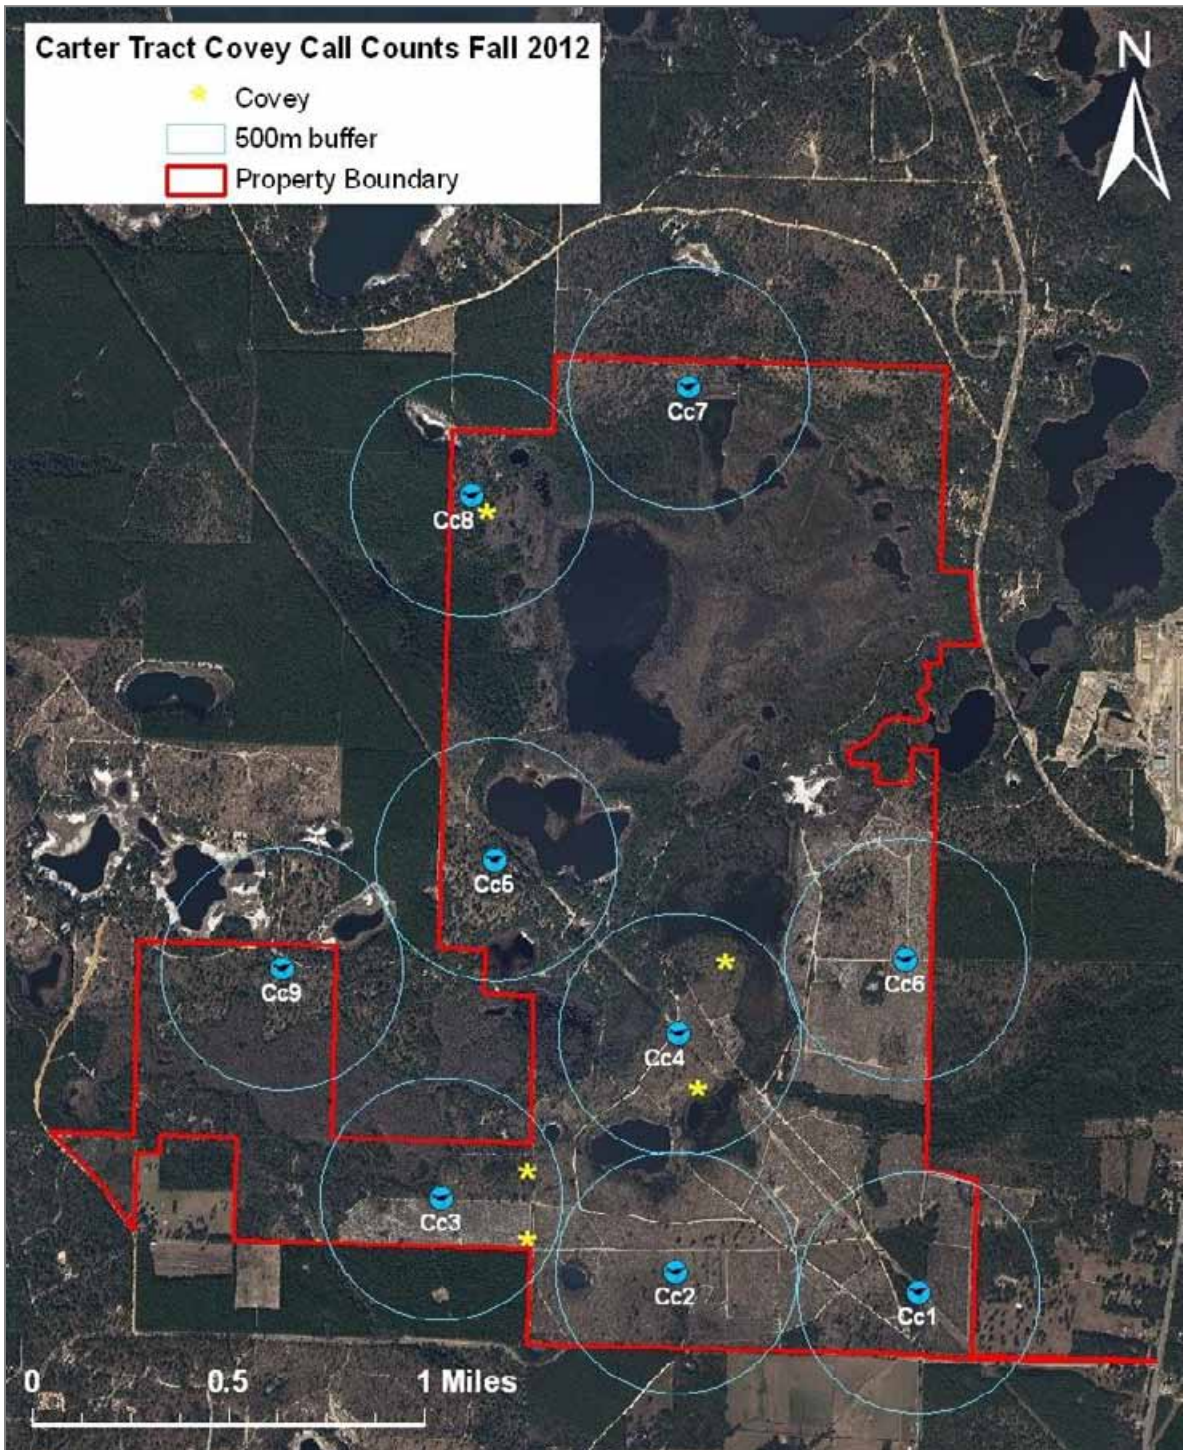 Carter Tract Covey Call Counts Fall 2012
Covey
500m buffer
Property Boundary
N
Cc7
Cc8
Cc5
Cc9
Cc6
Cc4
Cc3
Cc2
Cc1
0 0.5 1 Miles